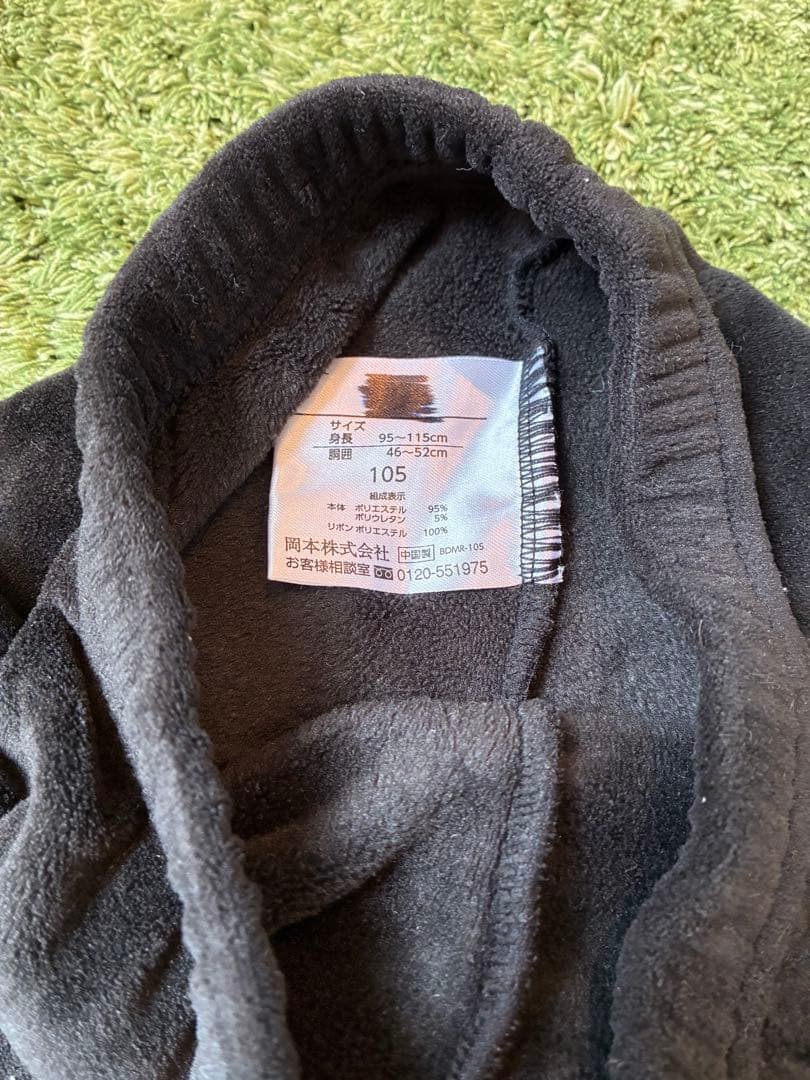 サイズ
身長 95～115cm
胴囲 46～52cm
105
組成表示
本体 ポリエステル 95%
ポリウレタン 5%
リボン ポリエステル 100%
岡本株式会社 中国製 BDMR-105
お客様相談室 0120-551975